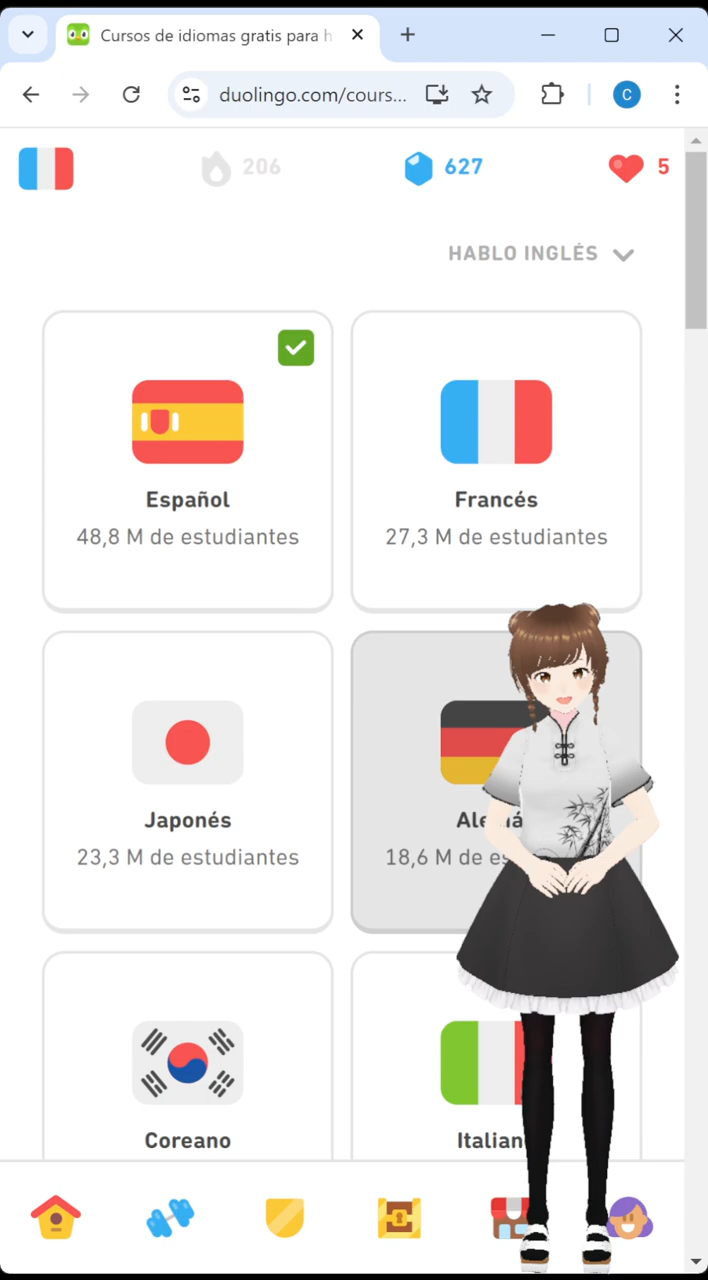 Cursos de idiomas gratis para h
duolingo.com/cours...
C
206
627
5
HABLO INGLÉS
Español
48,8 M de estudiantes
Francés
27,3 M de estudiantes
Japonés
23,3 M de estudiantes
18,6 M de
Coreano